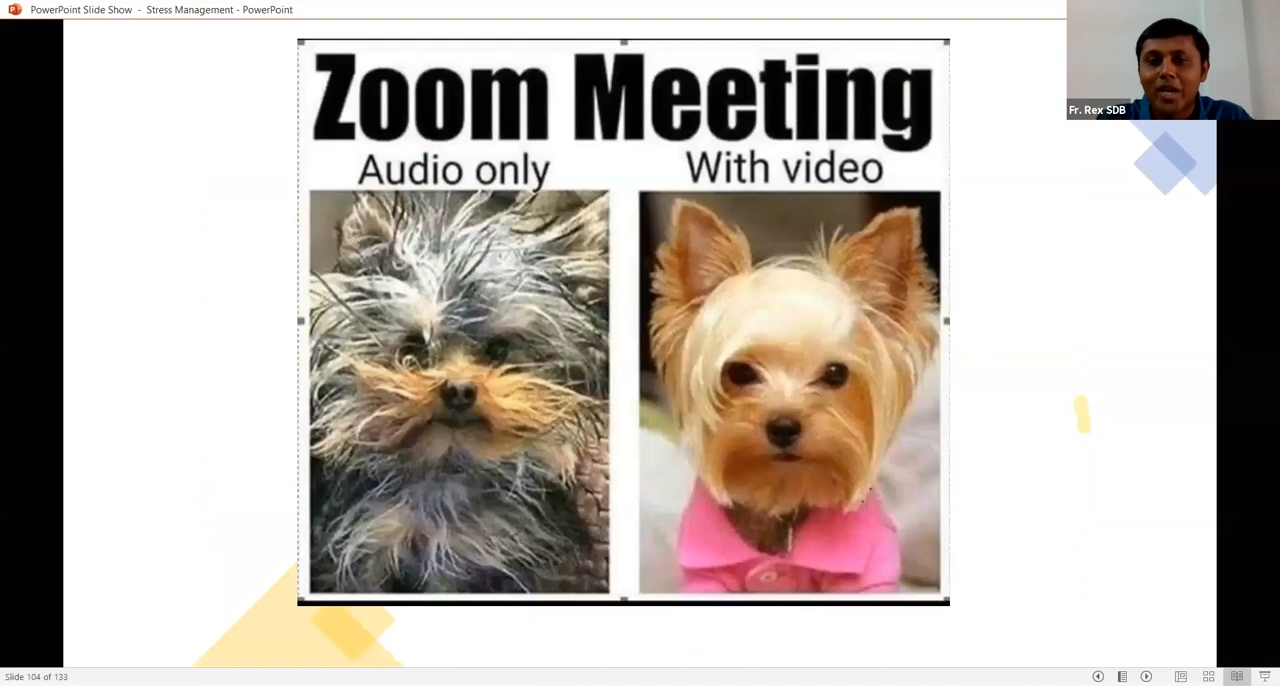 PowerPoint Slide Show - Stress Management - PowerPoint
Zoom Meeting
Audio only
With video
Fr. Rex SDB
Slide 104 of 133